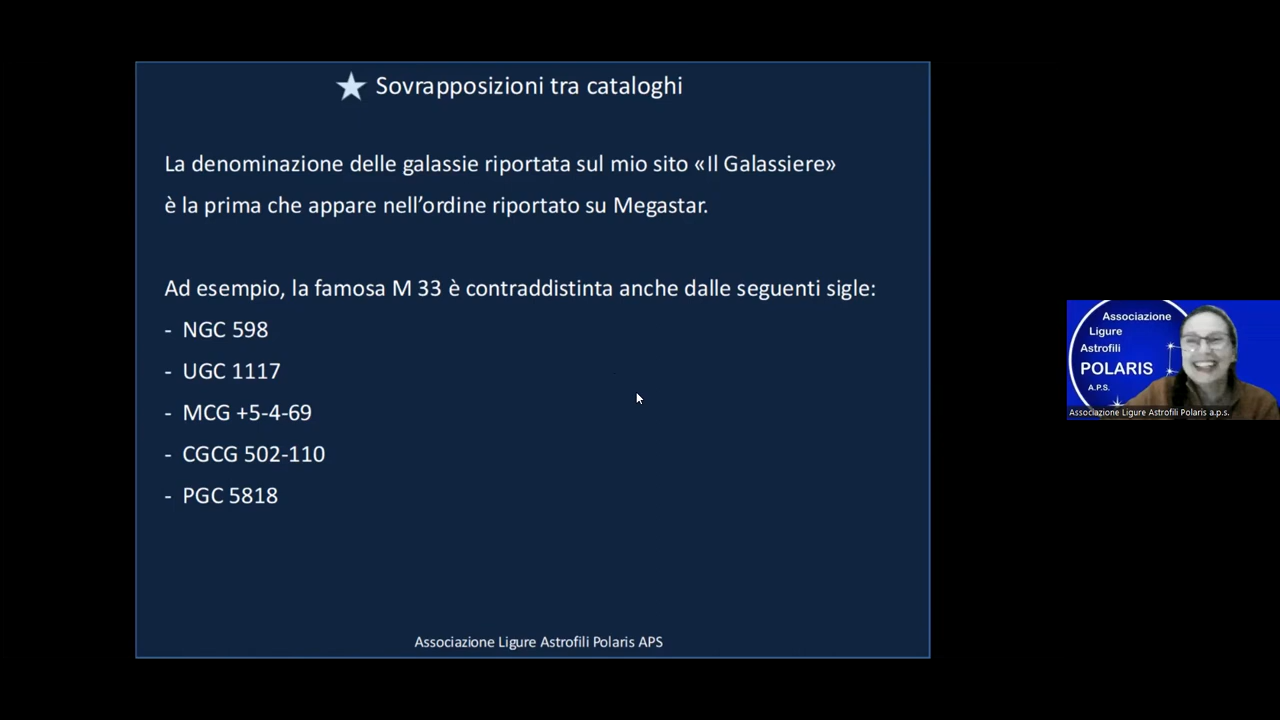 Sovrapposizioni tra cataloghi
La denominazione delle galassie riportata sul mio sito «Il Galassiere»
è la prima che appare nell’ordine riportato su Megastar.
Ad esempio, la famosa M 33 è contraddistinta anche dalle seguenti sigle:
- NGC 598
- UGC 1117
- MCG +5-4-69
- CGCG 502-110
- PGC 5818
Associazione Ligure Astrofili Polaris APS
Associazione
Ligure
Astrofili
POLARIS
A.P.S.
Associazione Ligure Astrofili Polaris a.p.s.